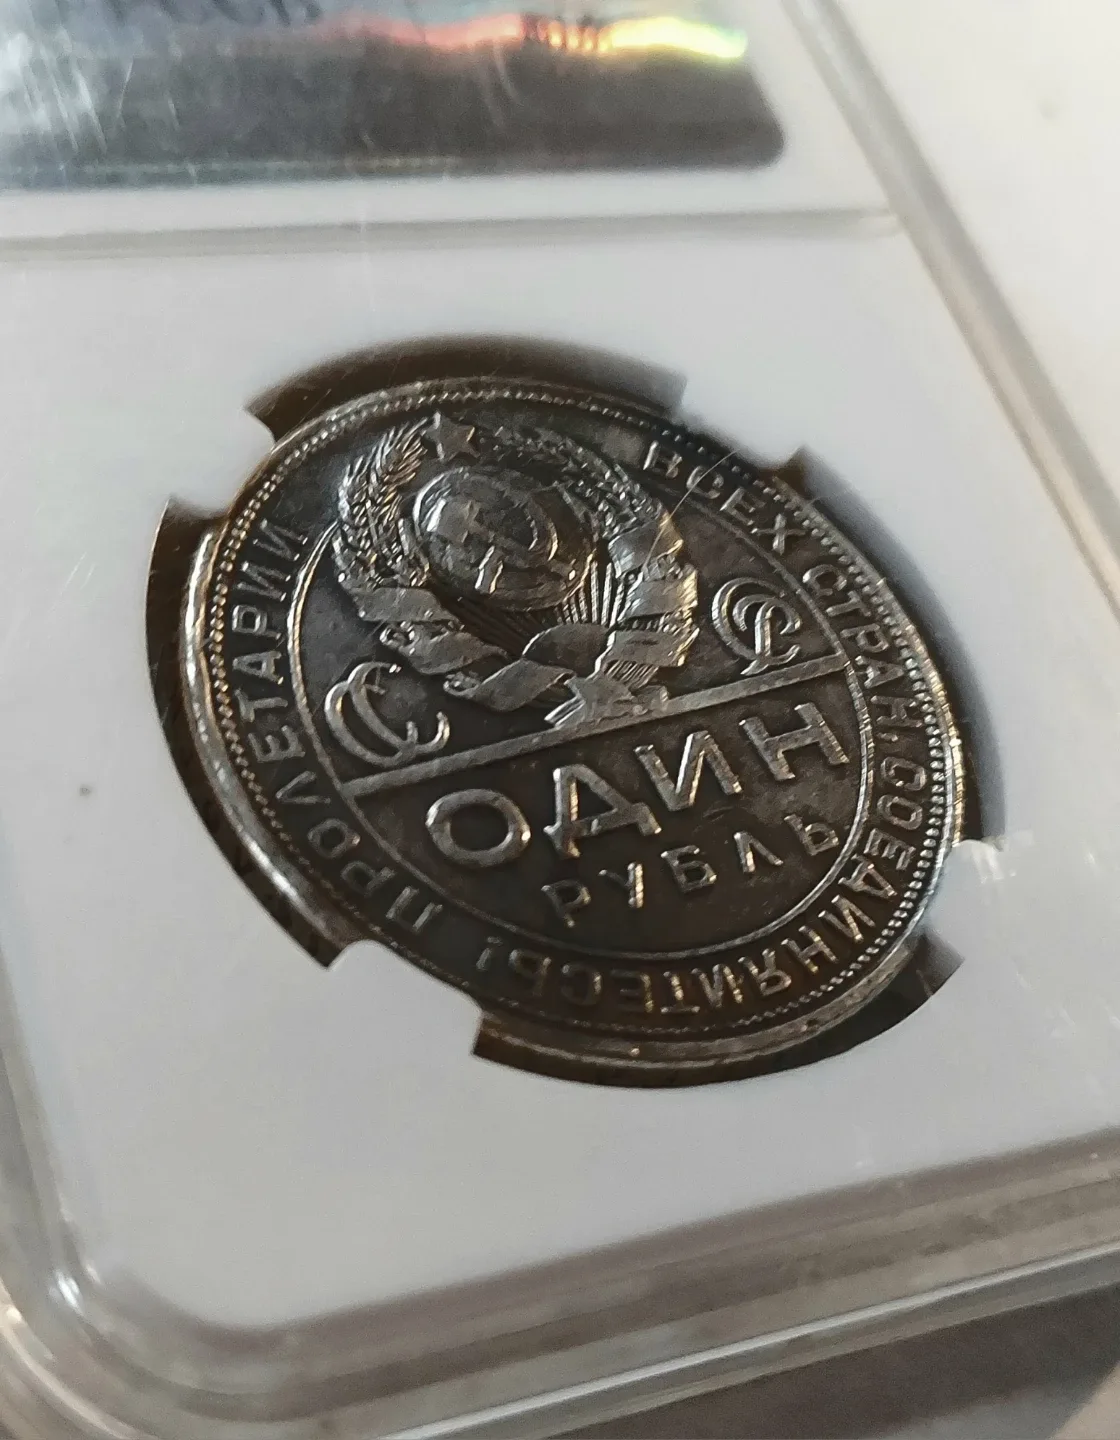 ПРОЛЕТАРИИ ВСЕХ СТРАН, СОЕДИНЯЙТЕСЬ!
СС СР
ОДИН
РУБЛЬ